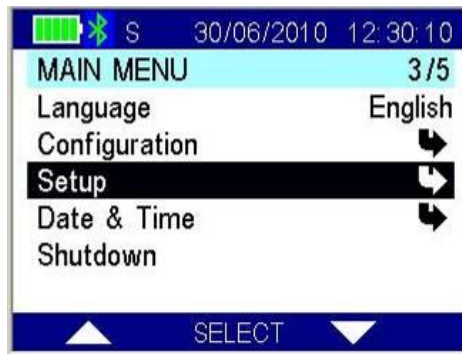 S 30/06/2010 12:30:10
MAIN MENU 3/5
Language English
Configuration
Setup
Date & Time
Shutdown
SELECT